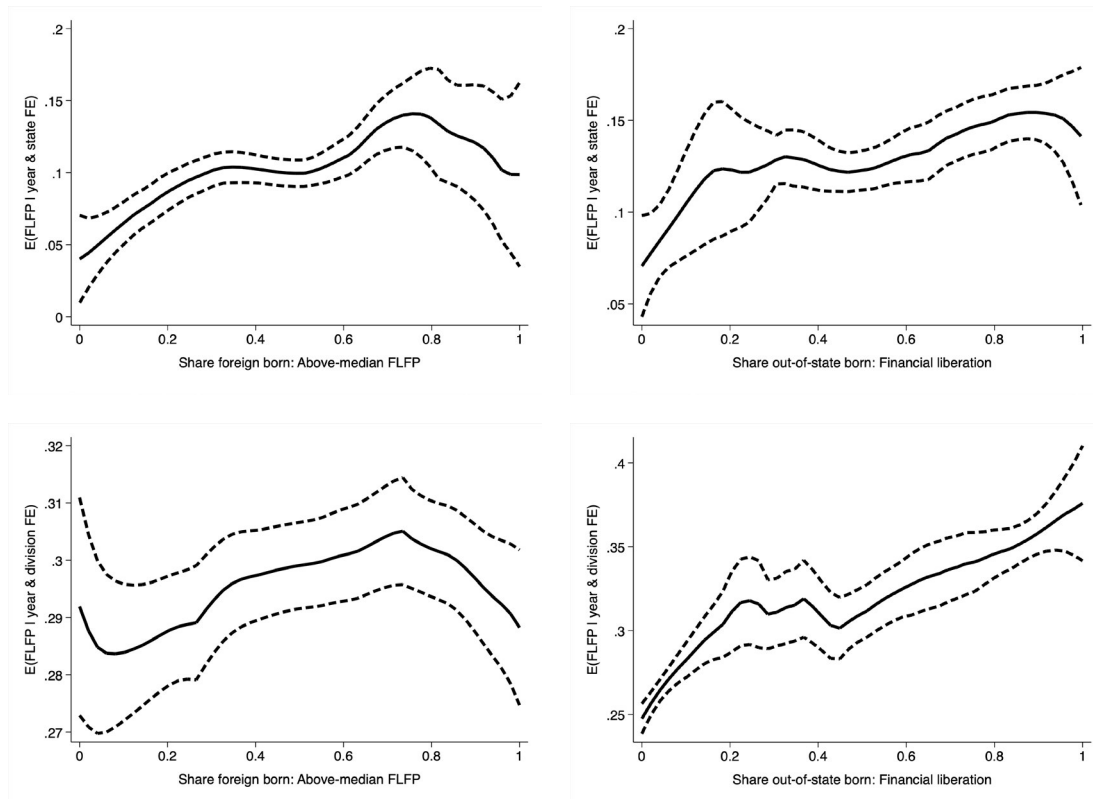 .2
.15
.1
.05
0
E(FLFP I year & state FE)
0 0.2 0.4 0.6 0.8 1
Share foreign born: Above-median FLFP
.2
.15
.1
.05
E(FLFP I year & state FE)
0 0.2 0.4 0.6 0.8 1
Share out-of-state born: Financial liberation
.32
.31
.3
.29
.28
.27
E(FLFP I year & division FE)
0 0.2 0.4 0.6 0.8 1
Share foreign born: Above-median FLFP
.4
.35
.3
.25
E(FLFP I year & division FE)
0 0.2 0.4 0.6 0.8 1
Share out-of-state born: Financial liberation